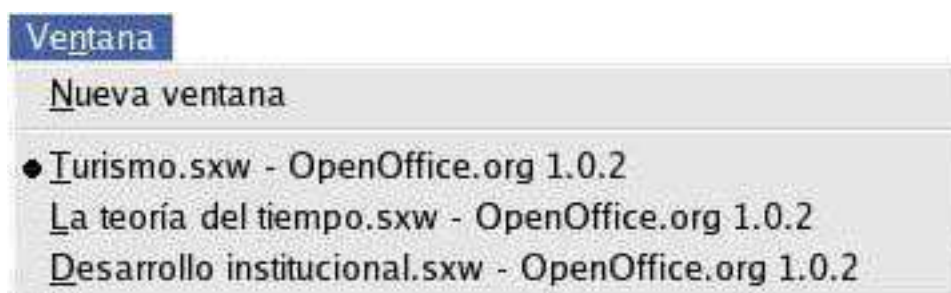 Ventana
Nueva ventana
Turismo.sxw - OpenOffice.org 1.0.2
La teoría del tiempo.sxw - OpenOffice.org 1.0.2
Desarrollo institucional.sxw - OpenOffice.org 1.0.2